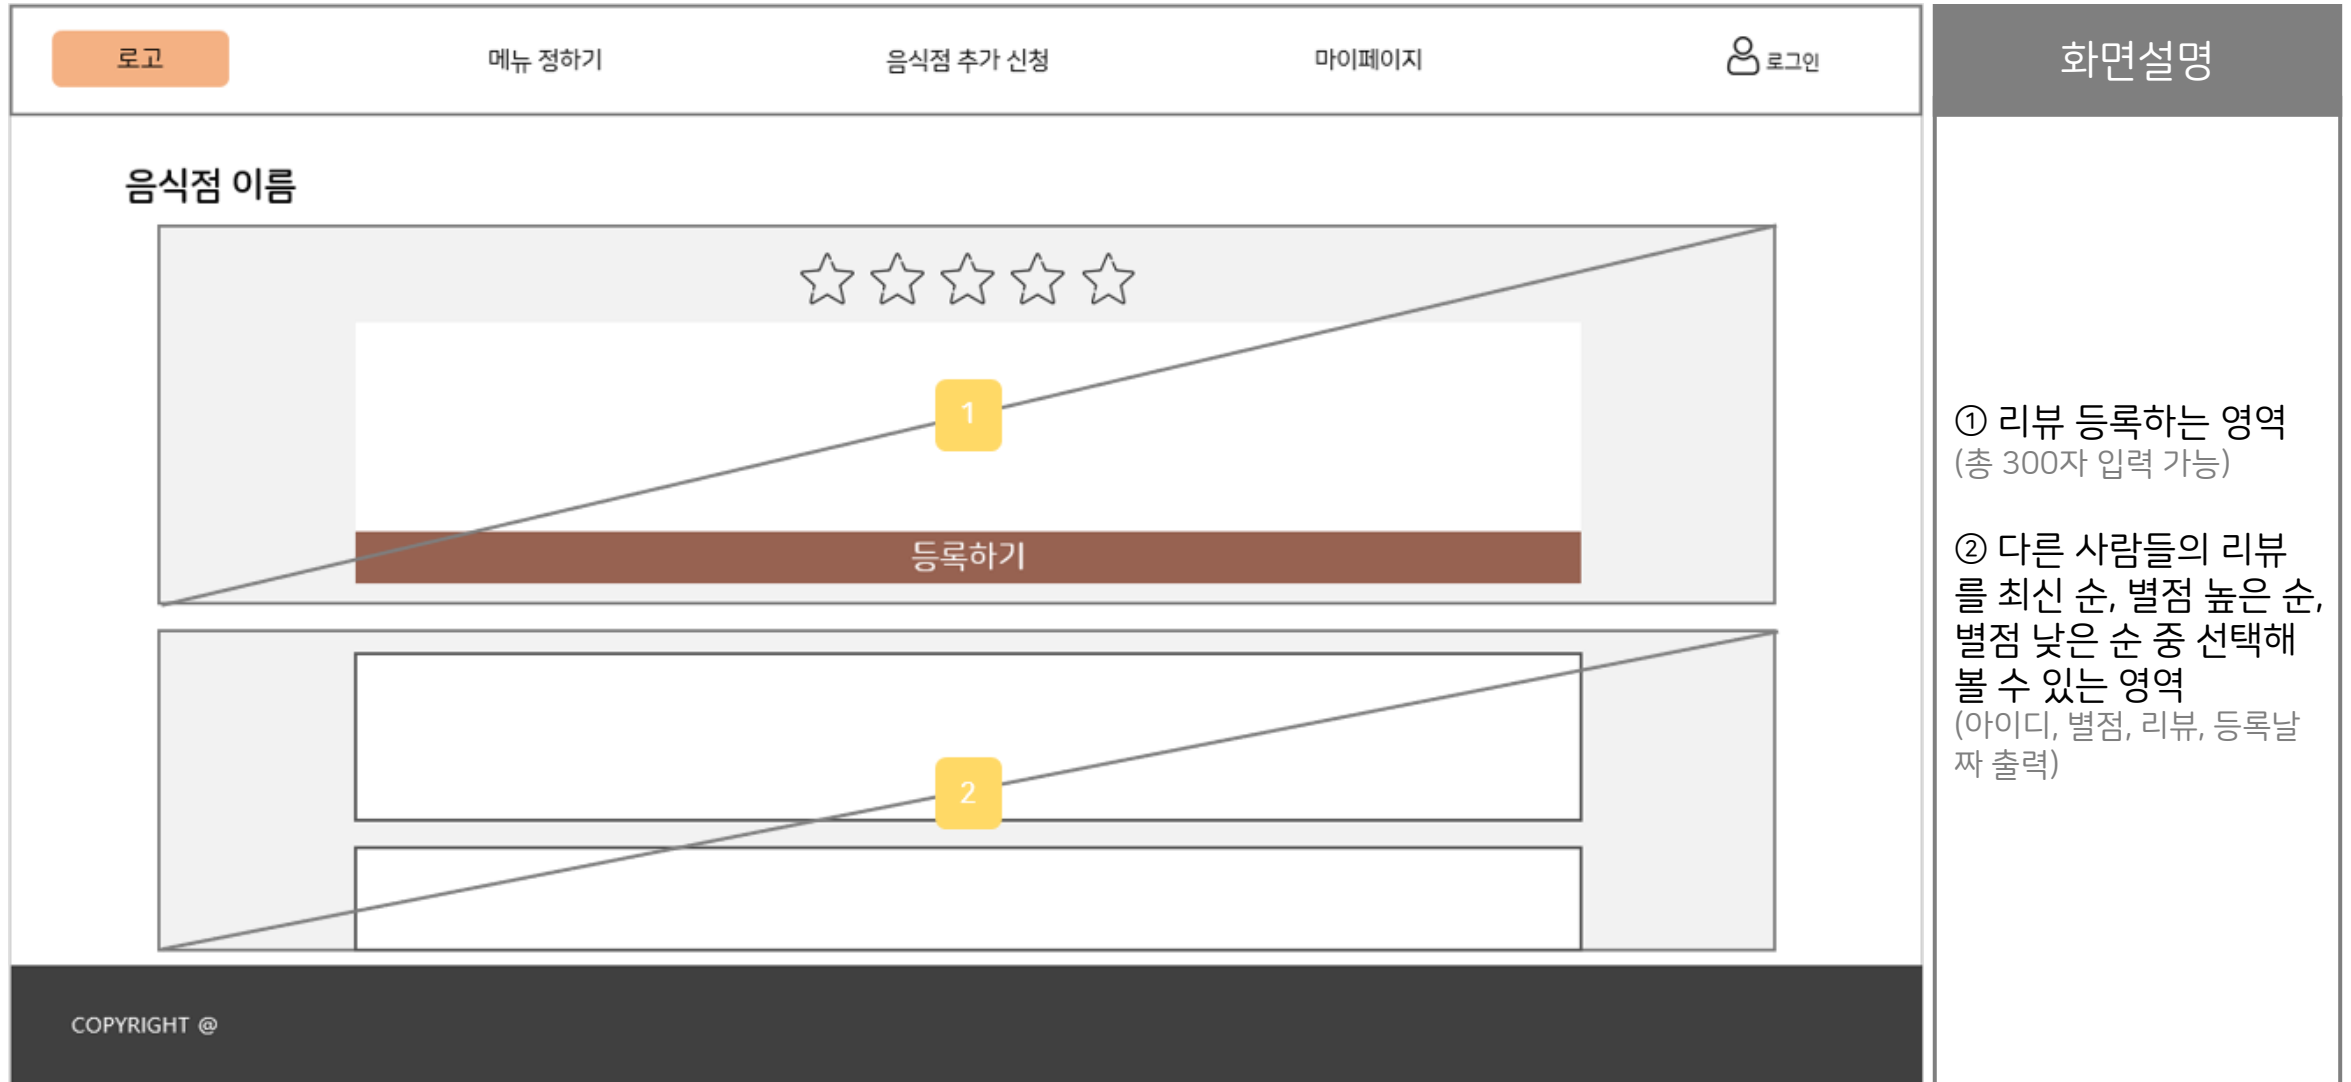 로고
메뉴 정하기
음식점 추가 신청
마이페이지
로그인
음식점 이름
1
등록하기
2
COPYRIGHT @
화면설명
① 리뷰 등록하는 영역
(총 300자 입력 가능)
② 다른 사람들의 리뷰
를 최신 순, 별점 높은 순,
별점 낮은 순 중 선택해
볼 수 있는 영역
(아이디, 별점, 리뷰, 등록날
짜 출력)